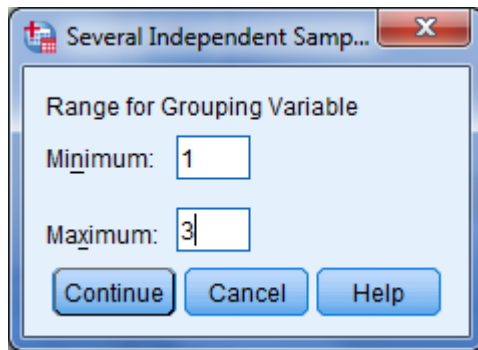 Several Independent Samp...
Range for Grouping Variable
Minimum: 1
Maximum: 3
Continue Cancel Help